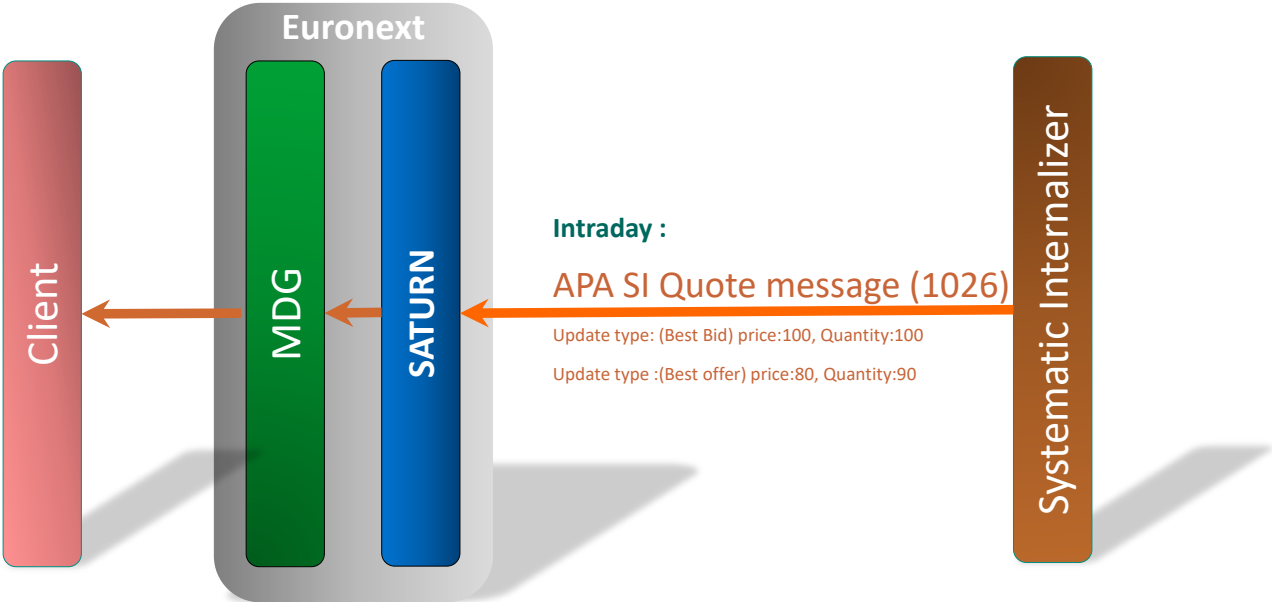 Euronext
Client
MDG
SATURN
Intraday :
APA SI Quote message (1026)
Update type: (Best Bid) price:100, Quantity:100
Update type :(Best offer) price:80, Quantity:90
Systematic Internalizer